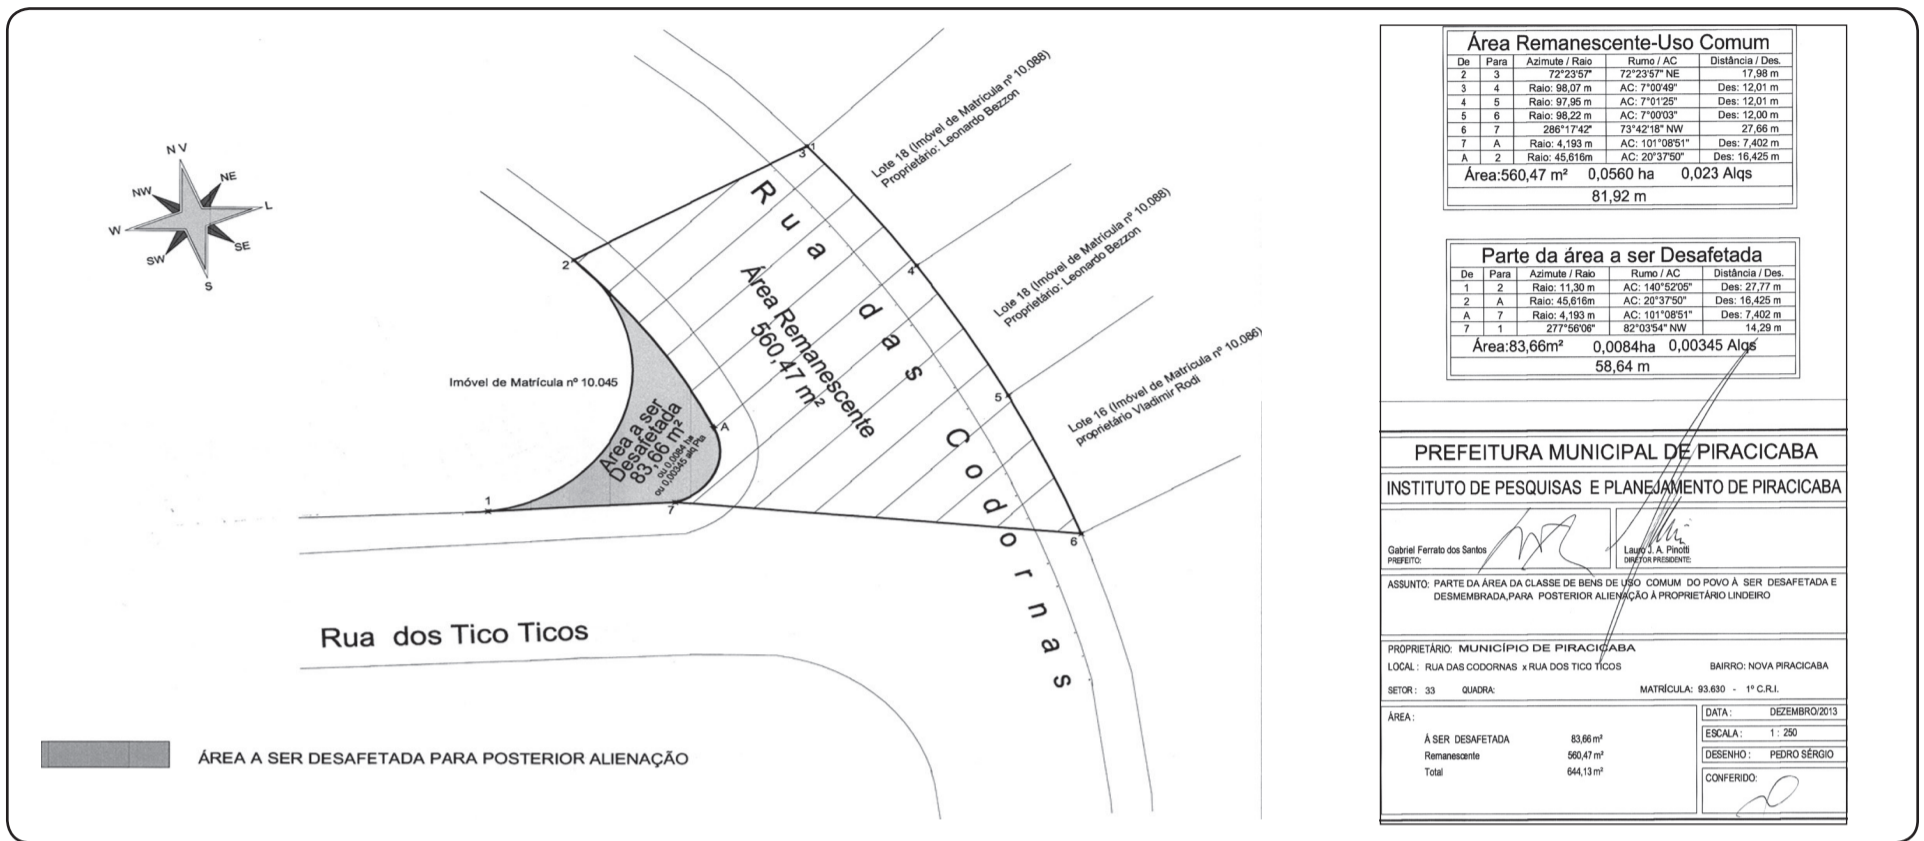 N V
NE
L
SE
S
SW
W
NW
1
2
3
4
5
6
7
A
Lote 18 (Imóvel de Matrícula nº 10.088)
Proprietário: Leonardo Bezzon
Lote 18 (Imóvel de Matrícula nº 10.088)
Proprietário: Leonardo Bezzon
Lote 16 (Imóvel de Matrícula nº 10.086)
proprietário Vladimir Rodi
Rua das Codornas
Área Remanescente
560,47 m²
Imóvel de Matrícula nº 10.045
Área a ser
Desafetada
83,66 m²
ou 0,0084 ha
ou 0,00345 alq Pta
Rua dos Tico Ticos
ÁREA A SER DESAFETADA PARA POSTERIOR ALIENAÇÃO
Área Remanescente-Uso Comum
De Para Azimute / Raio Rumo / AC Distância / Des.
2 3 72°23'57" 72°23'57" NE 17,98 m
3 4 Raio: 98,07 m AC: 7°00'49" Des: 12,01 m
4 5 Raio: 97,95 m AC: 7°01'25" Des: 12,01 m
5 6 Raio: 98,22 m AC: 7°00'03" Des: 12,00 m
6 7 286°17'42" 73°42'18" NW 27,66 m
7 A Raio: 4,193 m AC: 101°08'51" Des: 7,402 m
A 2 Raio: 45,616m AC: 20°37'50" Des: 16,425 m
Área:560,47 m² 0,0560 ha 0,023 Alqs
81,92 m
Parte da área a ser Desafetada
De Para Azimute / Raio Rumo / AC Distância / Des.
1 2 Raio: 11,30 m AC: 140°52'05" Des: 27,77 m
2 A Raio: 45,616m AC: 20°37'50" Des: 16,425 m
A 7 Raio: 4,193 m AC: 101°08'51" Des: 7,402 m
7 1 277°56'06" 82°03'54" NW 14,29 m
Área:83,66m² 0,0084ha 0,00345 Alqs
58,64 m
PREFEITURA MUNICIPAL DE PIRACICABA
INSTITUTO DE PESQUISAS E PLANEJAMENTO DE PIRACICABA
Gabriel Ferrato dos Santos
PREFEITO:
Lauro J. A. Pinotti
DIRETOR PRESIDENTE:
ASSUNTO: PARTE DA ÁREA DA CLASSE DE BENS DE USO COMUM DO POVO À SER DESAFETADA E
DESMEMBRADA,PARA POSTERIOR ALIENAÇÃO À PROPRIETÁRIO LINDEIRO
PROPRIETÁRIO: MUNICÍPIO DE PIRACICABA
LOCAL : RUA DAS CODORNAS x RUA DOS TICO TICOS BAIRRO: NOVA PIRACICABA
SETOR : 33 QUADRA: MATRÍCULA: 93.630 - 1º C.R.I.
ÁREA :
À SER DESAFETADA 83,66 m²
Remanescente 560,47 m²
Total 644,13 m²
DATA : DEZEMBRO/2013
ESCALA : 1 : 250
DESENHO : PEDRO SÉRGIO
CONFERIDO: